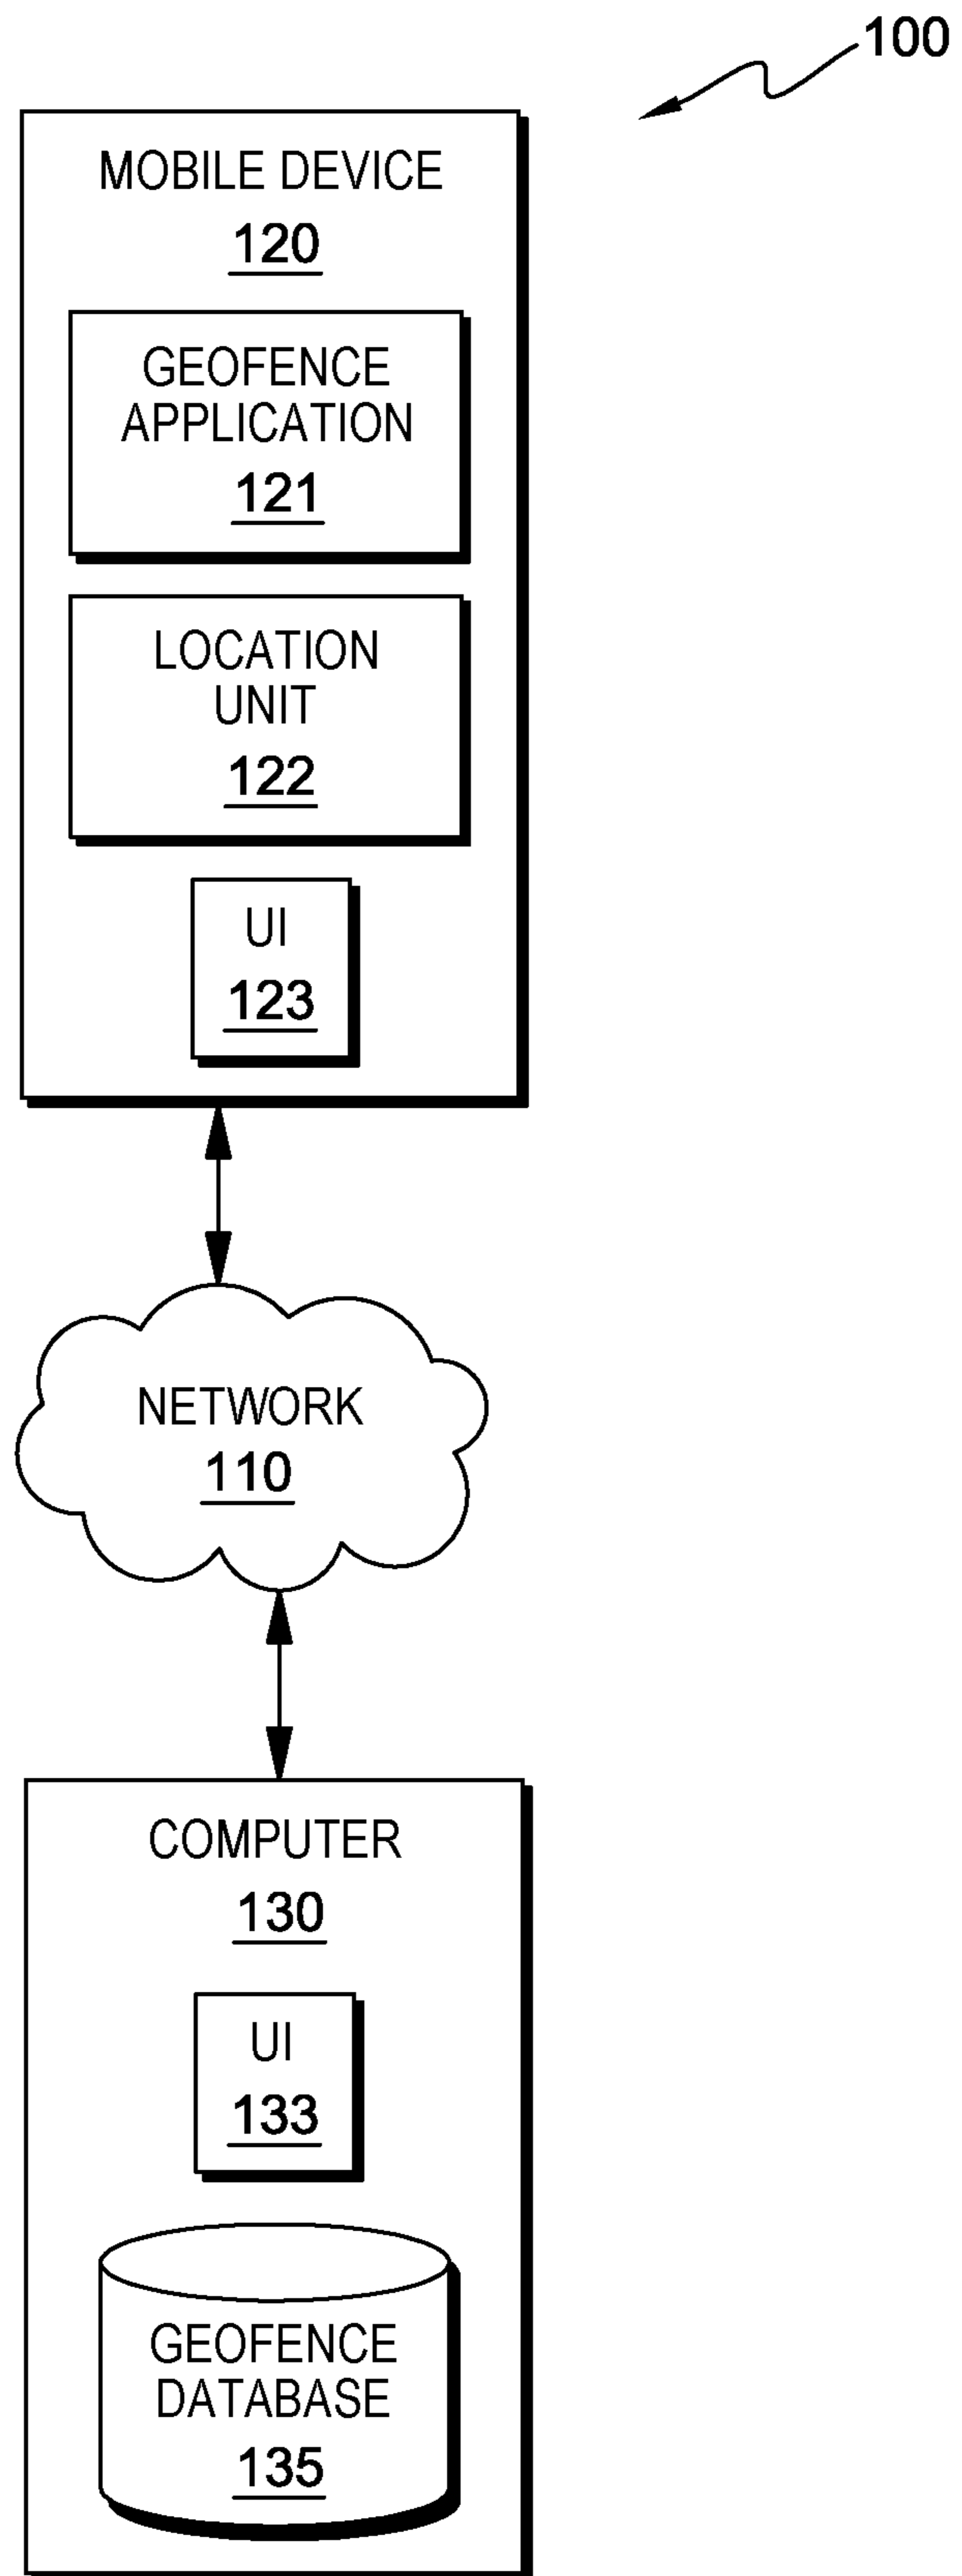 100
MOBILE DEVICE
120
GEOFENCE
APPLICATION
121
LOCATION
UNIT
122
UI
123
NETWORK
110
COMPUTER
130
UI
133
GEOFENCE
DATABASE
135